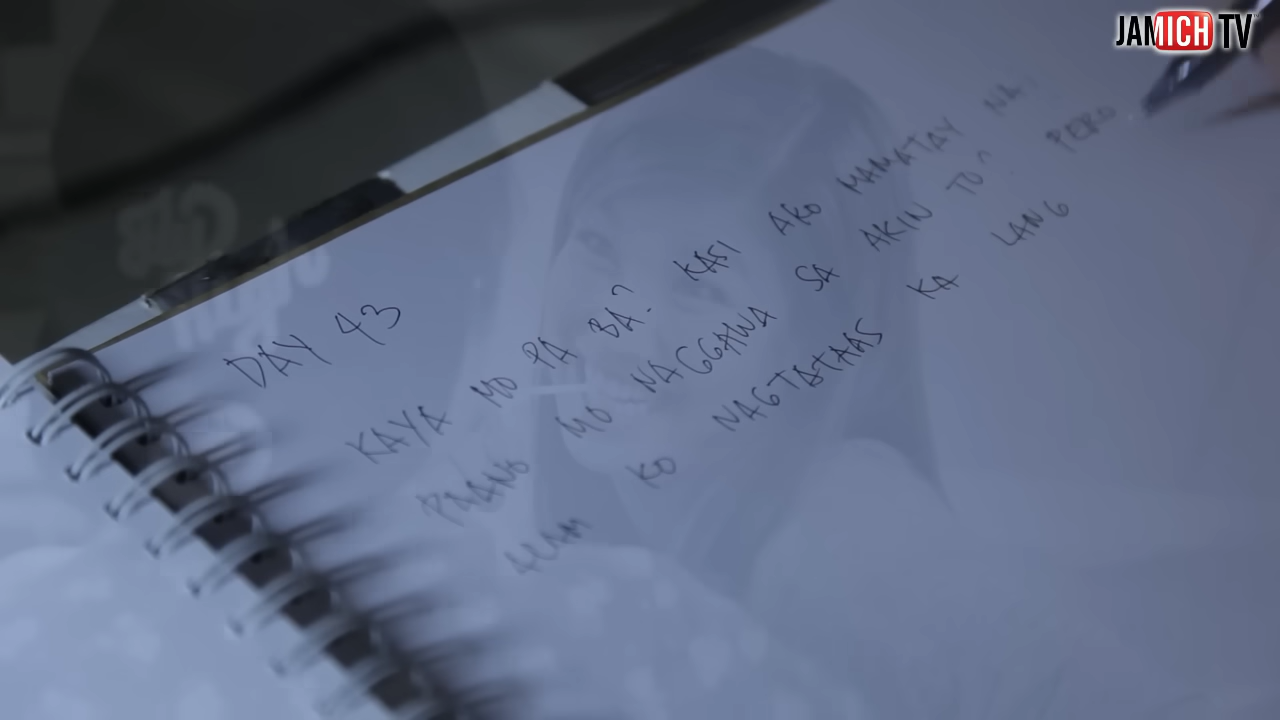 JAMICH TV
DAY 43
KAYA MO PA BA? KASI AKO MAMATAY NA.
PAANO MO NAGGAWA SA AKIN TO? PERO
ALAM KO NAGTATAAS KA LANG